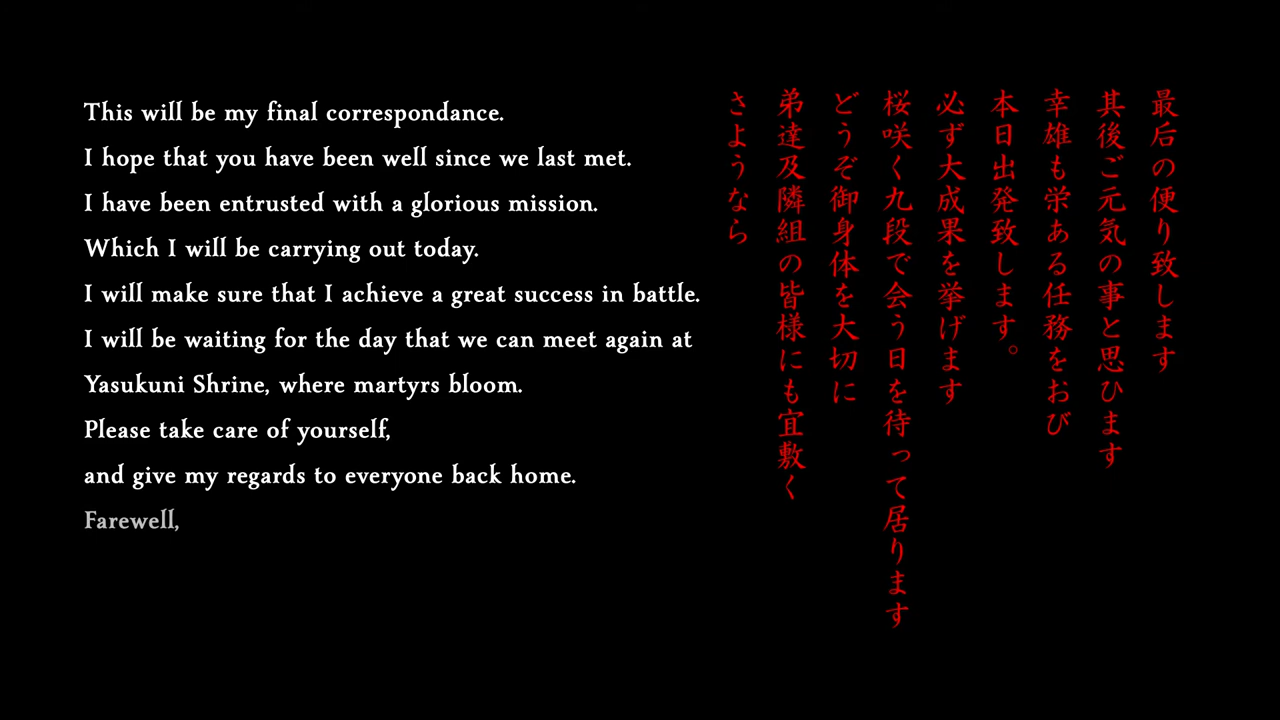 This will be my final correspondance.
I hope that you have been well since we last met.
I have been entrusted with a glorious mission.
Which I will be carrying out today.
I will make sure that I achieve a great success in battle.
I will be waiting for the day that we can meet again at
Yasukuni Shrine, where martyrs bloom.
Please take care of yourself,
and give my regards to everyone back home.
Farewell,
最后の便り致します
其後ご元気の事と思ひます
幸雄も栄ある任務をおび
本日出発致します。
必ず大成果を挙げます
桜咲く九段で会う日を待って居ります
どうぞ御身体を大切に
弟達及隣組の皆様にも宜敷く
さようなら